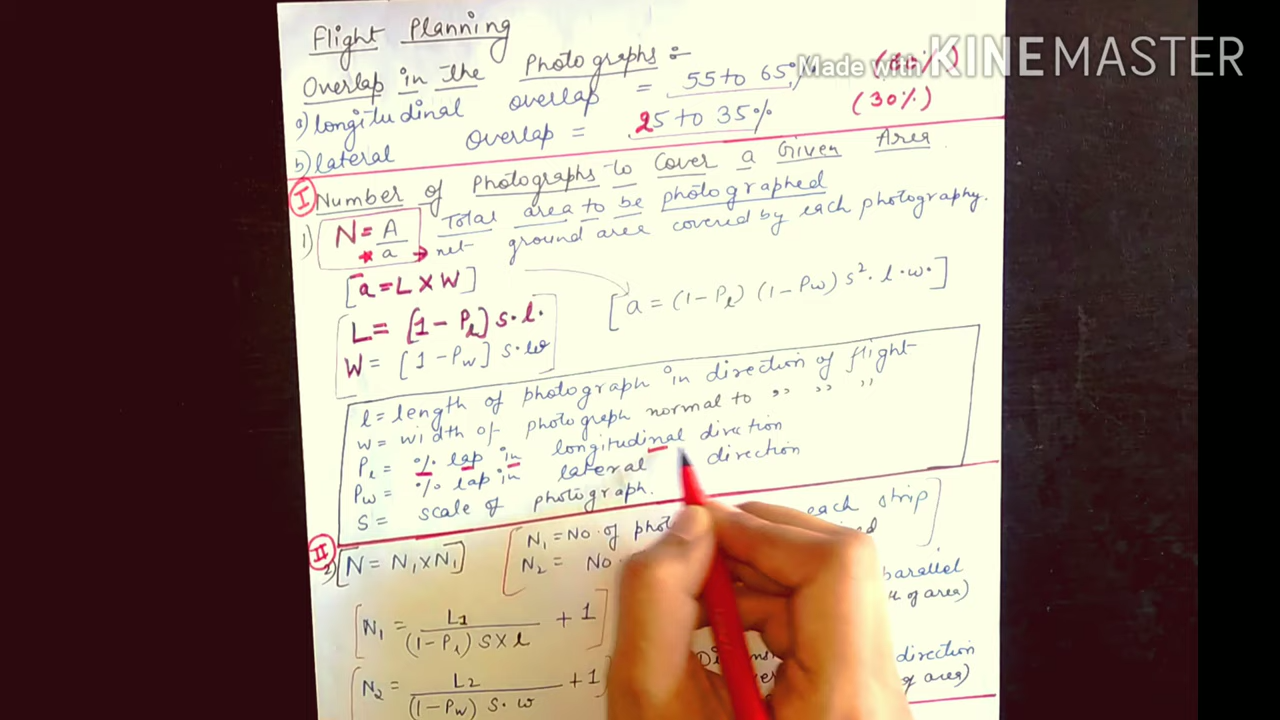 Flight Planning
Overlap in the Photographs :-
a) longitudinal overlap = 55 to 65% (60%)
b) lateral overlap = 25 to 35% (30%)
Made with KINEMASTER
I Number of Photographs to Cover a Given Area
1) N = A/a Total area to be photographed
net ground area covered by each photography.
[a = L X W]
[a = (1-Pl) (1-Pw) s². l. w.]
L = [1- Pl] s. l.
W = [1-Pw] s. w
l = length of photograph in direction of flight
w = width of photograph normal to ,, ,, ,,
Pl = % lap in longitudinal direction
Pw = % lap in lateral direction
S = scale of photograph.
II
2) [N = N1 X N1]
N1 = No. of each strip
N2 = No
parallel
of area)
[N1 = L1/(1-Pl) S X l + 1]
direction
of area)
[N2 = L2/(1-Pw) S. w + 1]